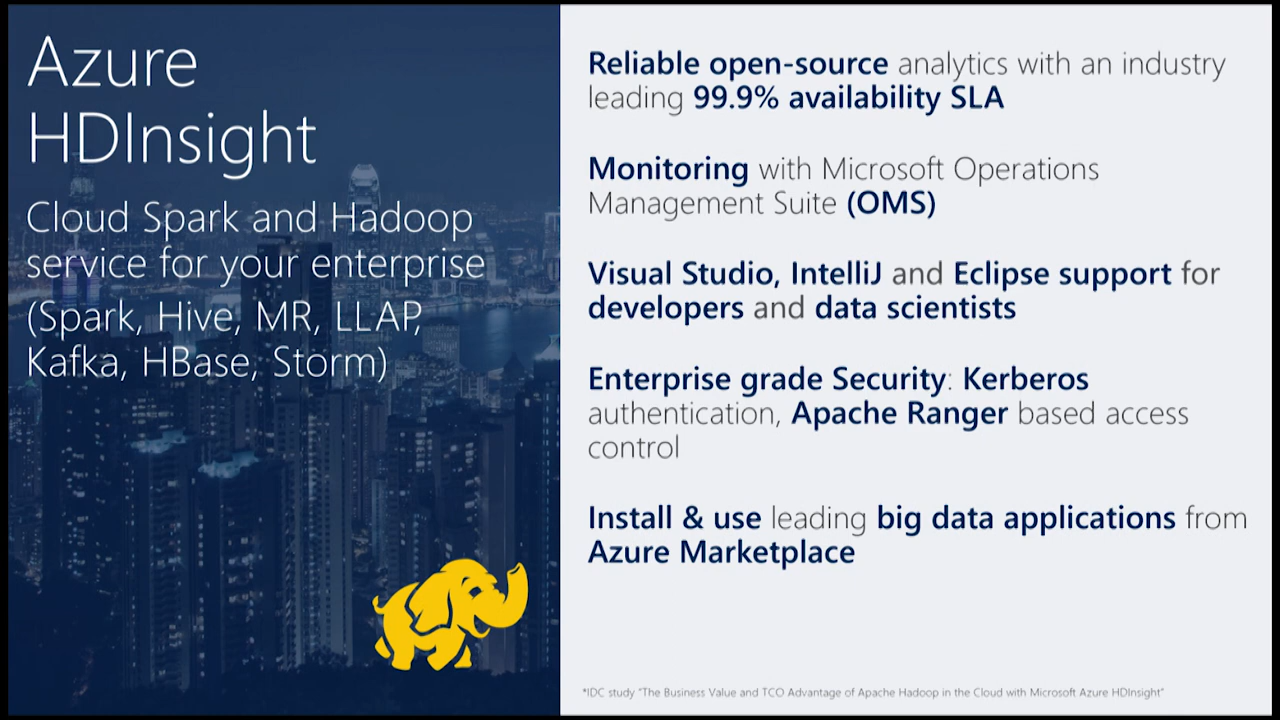 Azure
HDInsight
Cloud Spark and Hadoop
service for your enterprise
(Spark, Hive, MR, LLAP,
Kafka, HBase, Storm)
Reliable open-source analytics with an industry
leading 99.9% availability SLA
Monitoring with Microsoft Operations
Management Suite (OMS)
Visual Studio, IntelliJ and Eclipse support for
developers and data scientists
Enterprise grade Security: Kerberos
authentication, Apache Ranger based access
control
Install & use leading big data applications from
Azure Marketplace
*IDC study "The Business Value and TCO Advantage of Apache Hadoop in the Cloud with Microsoft Azure HDInsight"